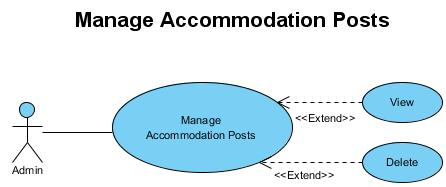 Manage Accommodation Posts
View
Manage
Accommodation Posts
<<Extend>>
Admin
Delete
<<Extend>>